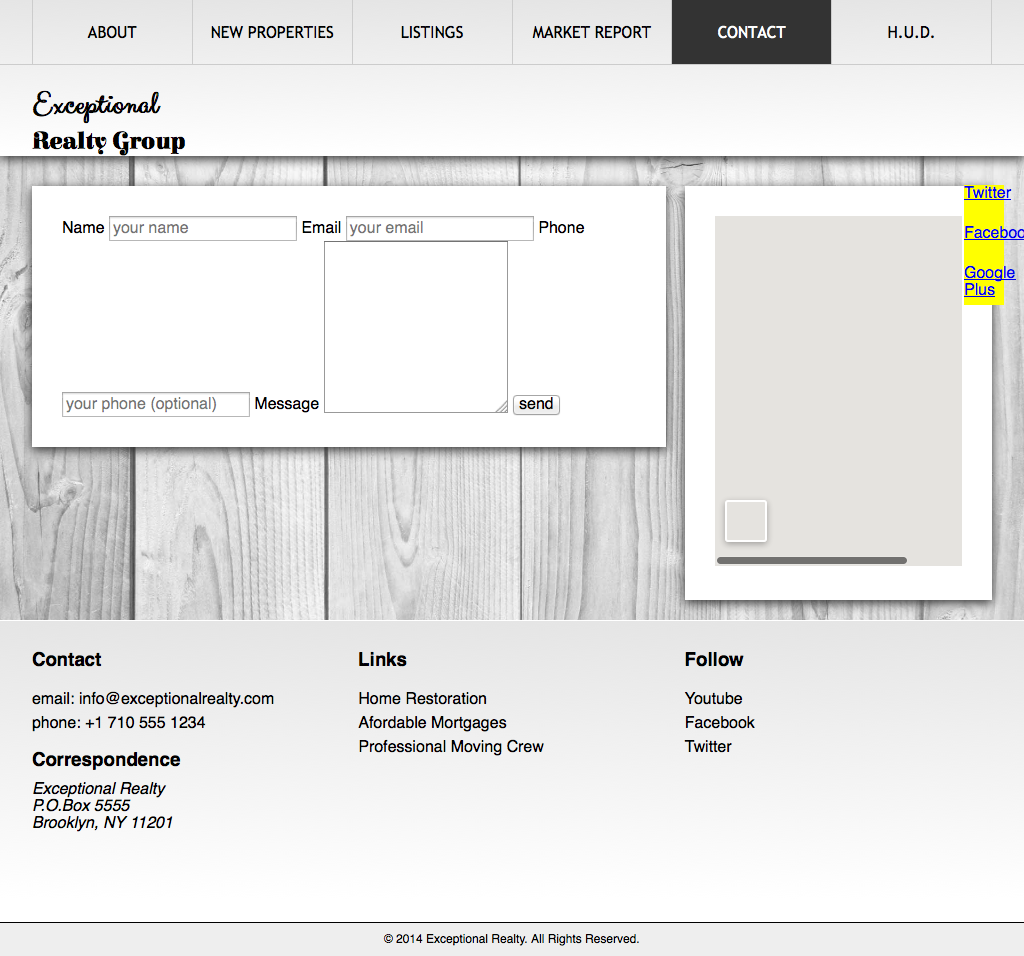 ABOUT NEW PROPERTIES LISTINGS MARKET REPORT CONTACT H.U.D.
Exceptional
Realty Group
Twitter
Name your name Email your email Phone
Faceboo
Google
Plus
your phone (optional) Message send
Contact Links Follow
email: info@exceptionalrealty.com Home Restoration Youtube
phone: +1 710 555 1234 Afordable Mortgages Facebook
Professional Moving Crew Twitter
Correspondence
Exceptional Realty
P.O.Box 5555
Brooklyn, NY 11201
© 2014 Exceptional Realty. All Rights Reserved.